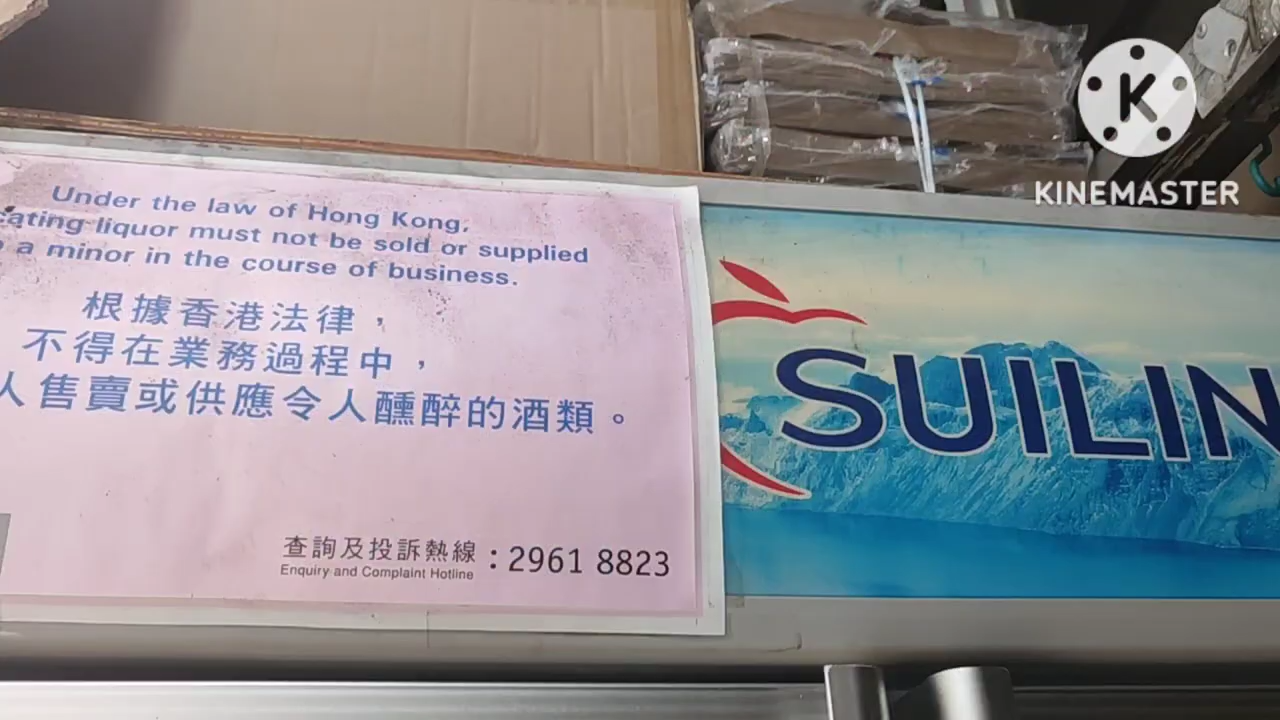 Under the law of Hong Kong,
liquor must not be sold or supplied
a minor in the course of business.
根據香港法律，
不得在業務過程中，
人售賣或供應令人醺醉的酒類。
查詢及投訴熱線：2961 8823
Enquiry and Complaint Hotline
SUILIN
K
KINEMASTER